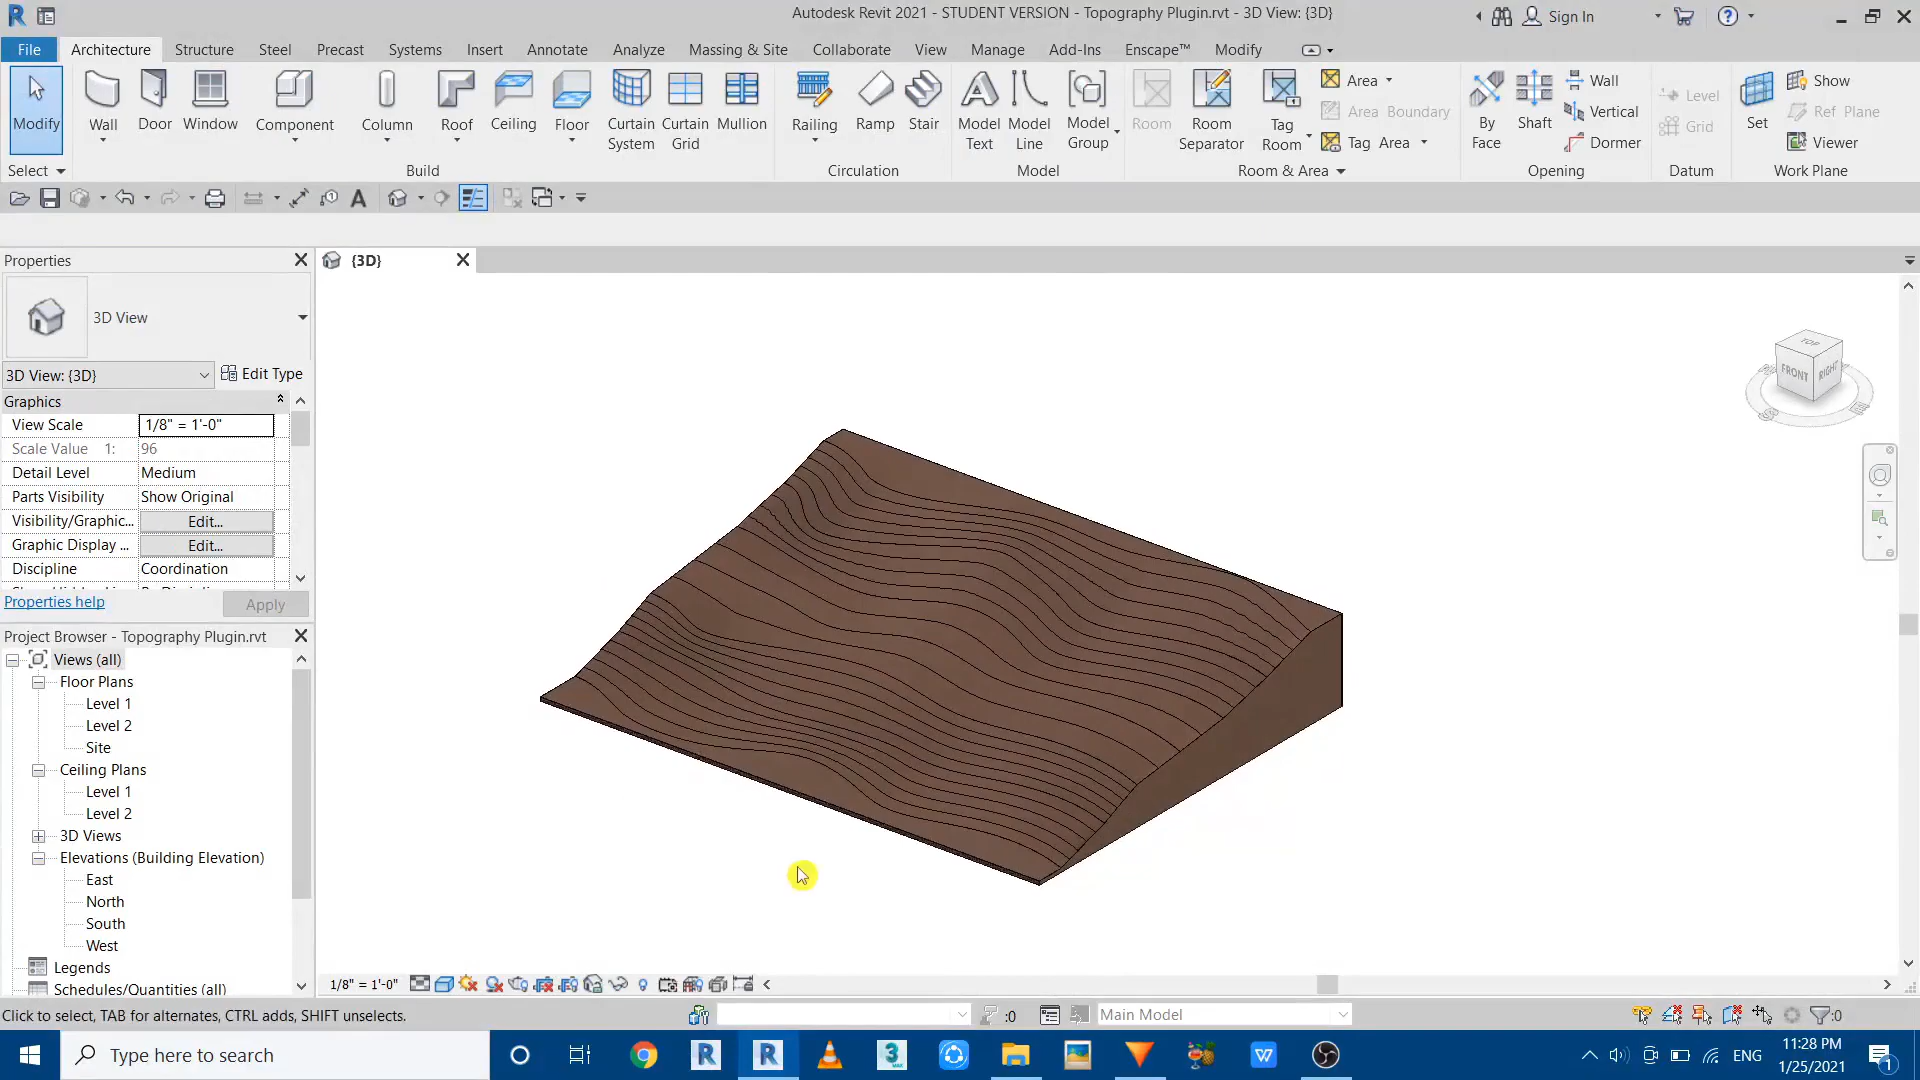 Autodesk Revit 2021 - STUDENT VERSION - Topography Plugin.rvt - 3D View: {3D}
Sign In
File Architecture Structure Steel Precast Systems Insert Annotate Analyze Massing & Site Collaborate View Manage Add-Ins Enscape™ Modify
Modify
Wall
Door
Window
Component
Column
Roof
Ceiling
Floor
Curtain System
Curtain Grid
Mullion
Railing
Ramp
Stair
Model Text
Model Line
Model Group
Room
Room Separator
Tag Room
Area
Area Boundary
Tag Area
By Face
Shaft
Wall
Vertical
Dormer
Level
Grid
Set
Show
Ref Plane
Viewer
Select
Build
Circulation
Model
Room & Area
Opening
Datum
Work Plane
Properties
{3D}
3D View
3D View: {3D}
Edit Type
Graphics
View Scale 1/8" = 1'-0"
Scale Value 1: 96
Detail Level Medium
Parts Visibility Show Original
Visibility/Graphic... Edit...
Graphic Display ... Edit...
Discipline Coordination
Properties help
Apply
Project Browser - Topography Plugin.rvt
Views (all)
Floor Plans
Level 1
Level 2
Site
Ceiling Plans
Level 1
Level 2
3D Views
Elevations (Building Elevation)
East
North
South
West
Legends
Schedules/Quantities (all)
TOP
FRONT
RIGHT
1/8" = 1'-0"
Click to select, TAB for alternates, CTRL adds, SHIFT unselects.
:0
Main Model
:0
Type here to search
ENG
11:28 PM
1/25/2021
1